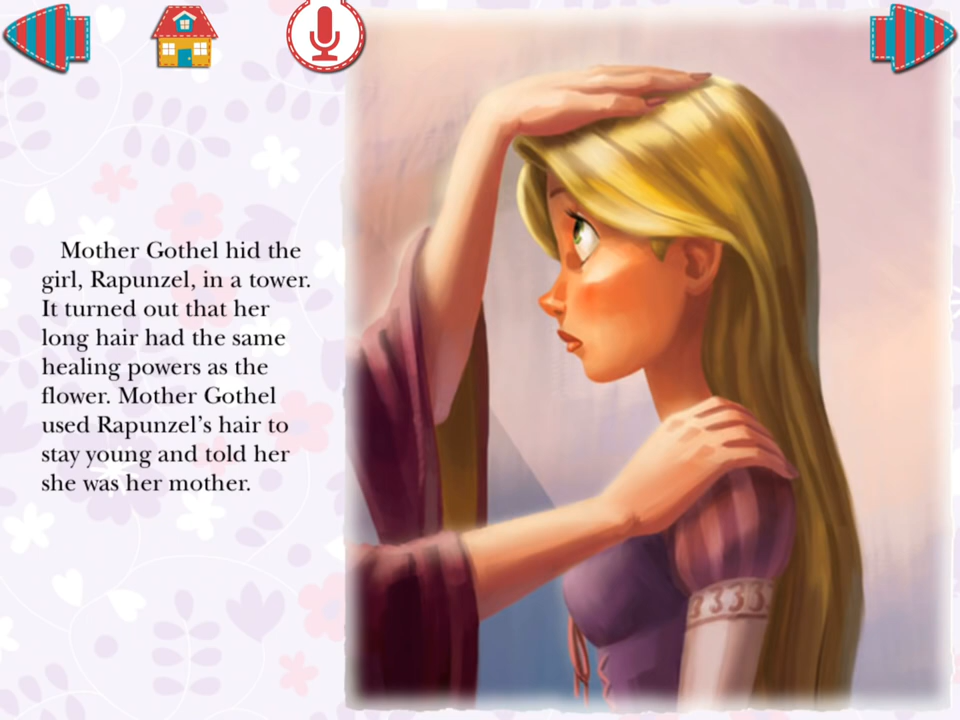 Mother Gothel hid the
girl, Rapunzel, in a tower.
It turned out that her
long hair had the same
healing powers as the
flower. Mother Gothel
used Rapunzel’s hair to
stay young and told her
she was her mother.